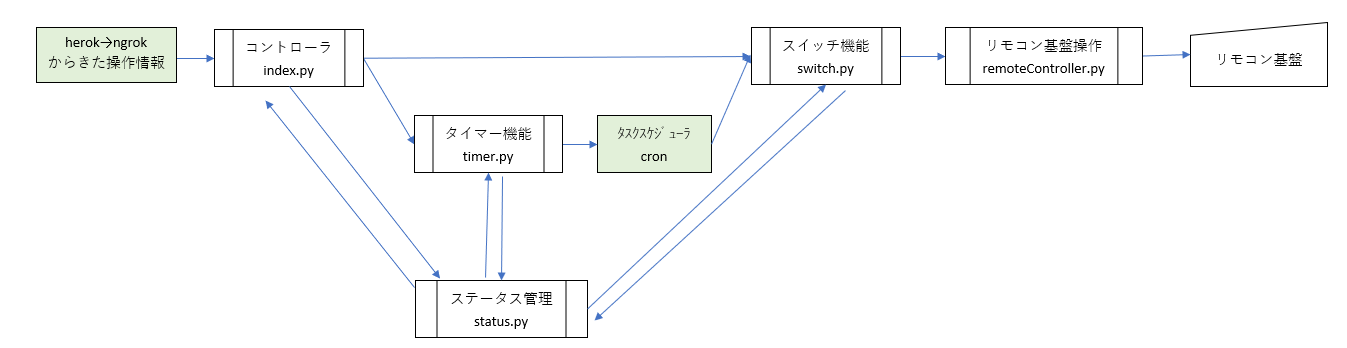 herok→ngrok
からきた操作情報
コントローラ
index.py
スイッチ機能
switch.py
リモコン基盤操作
remoteController.py
リモコン基盤
タイマー機能
timer.py
ﾀｽｸｽｹｼﾞｭｰﾗ
cron
ステータス管理
status.py